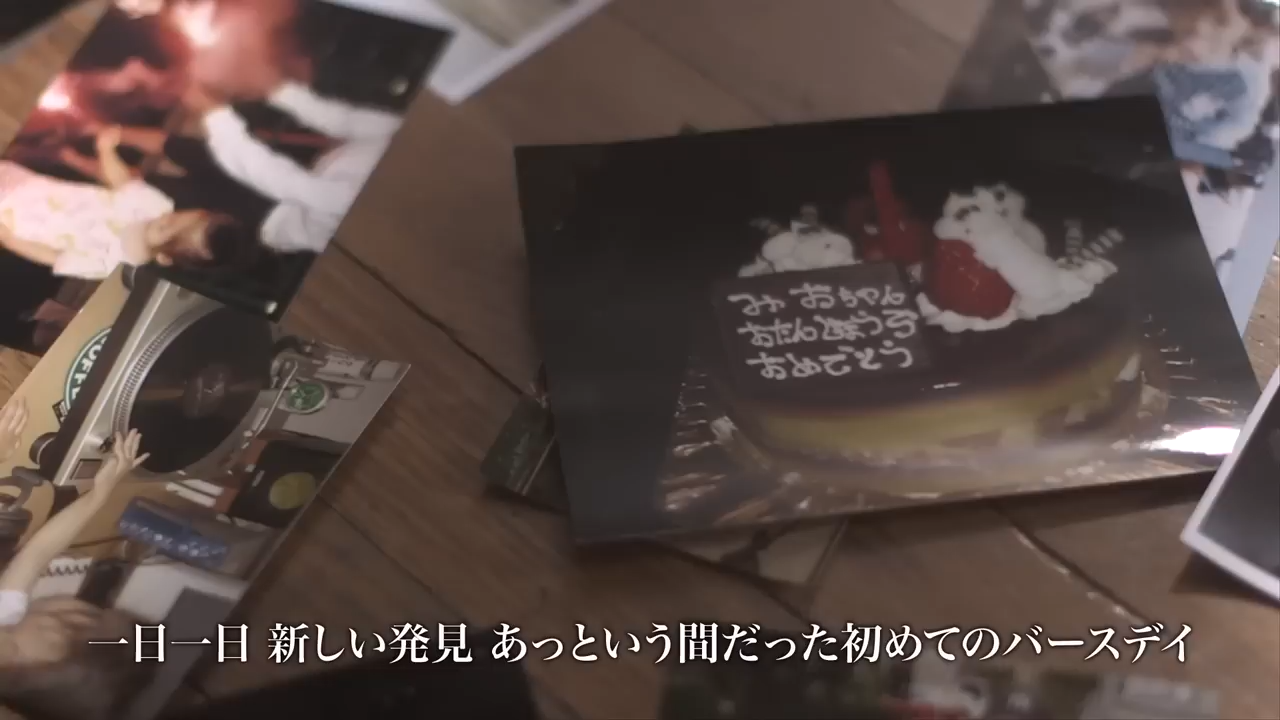 みおちゃん
おたんじょうび
おめでとう
一日一日 新しい発見 あっという間だった初めてのバースデイ